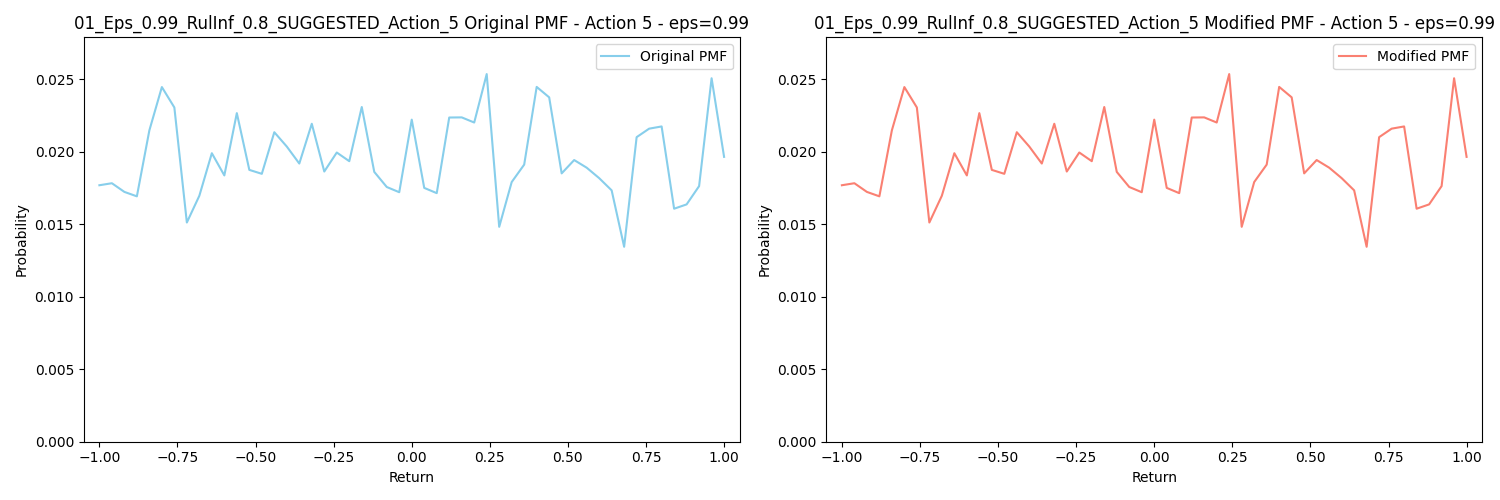 01_Eps_0.99_RulInf_0.8_SUGGESTED_Action_5 Original PMF - Action 5 - eps=0.99
Original PMF
0.025
0.020
0.015
0.010
0.005
0.000
Probability
−1.00 −0.75 −0.50 −0.25 0.00 0.25 0.50 0.75 1.00
Return
01_Eps_0.99_RulInf_0.8_SUGGESTED_Action_5 Modified PMF - Action 5 - eps=0.99
Modified PMF
0.025
0.020
0.015
0.010
0.005
0.000
Probability
−1.00 −0.75 −0.50 −0.25 0.00 0.25 0.50 0.75 1.00
Return